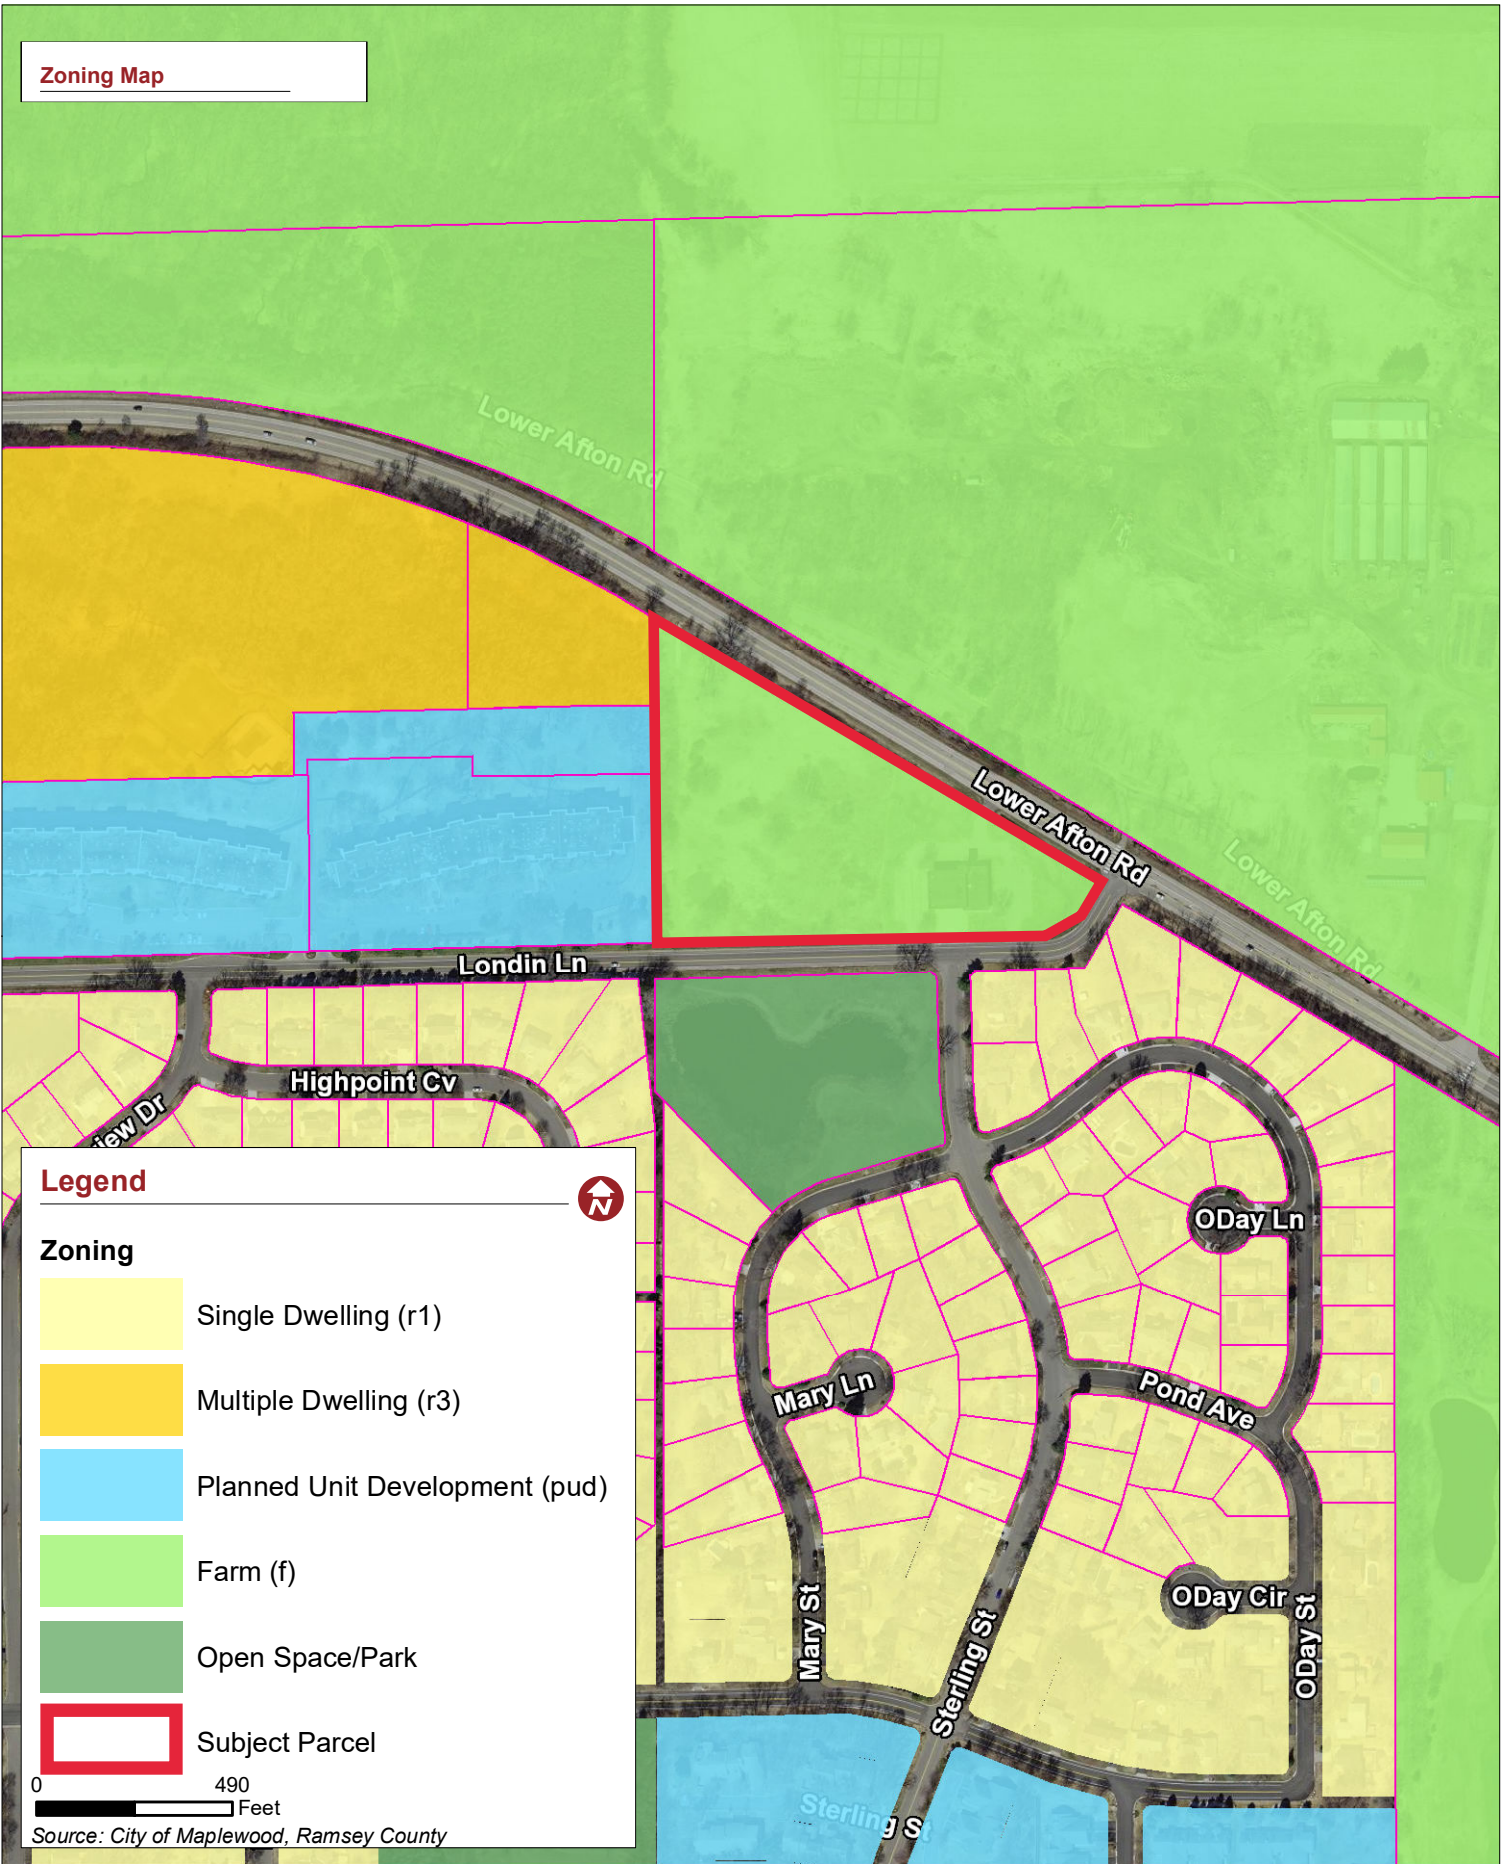 Zoning Map
Lower Afton Rd
Lower Afton Rd
Lower Afton Rd
Londin Ln
Highpoint Cv
iew Dr
ODay Ln
Mary Ln
Pond Ave
ODay Cir
ODay St
Mary St
Sterling St
Sterling St
Legend
N
Zoning
Single Dwelling (r1)
Multiple Dwelling (r3)
Planned Unit Development (pud)
Farm (f)
Open Space/Park
Subject Parcel
0 490
Feet
Source: City of Maplewood, Ramsey County